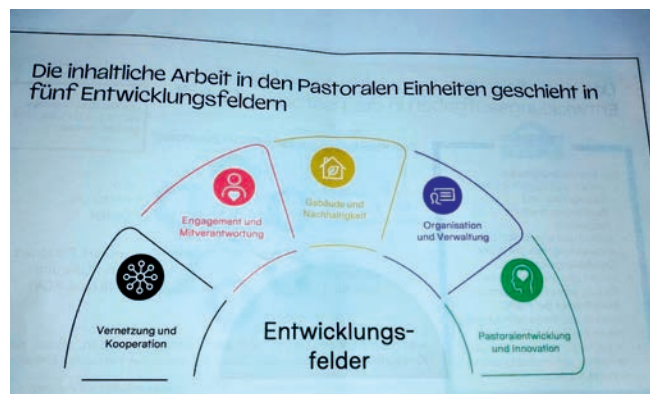 Die inhaltliche Arbeit in den Pastoralen Einheiten geschieht in
fünf Entwicklungsfeldern
Vernetzung und
Kooperation
Engagement und
Mitverantwortung
Gebäude und
Nachhaltigkeit
Organisation
und Verwaltung
Pastoralentwicklung
und Innovation
Entwicklungs-
felder